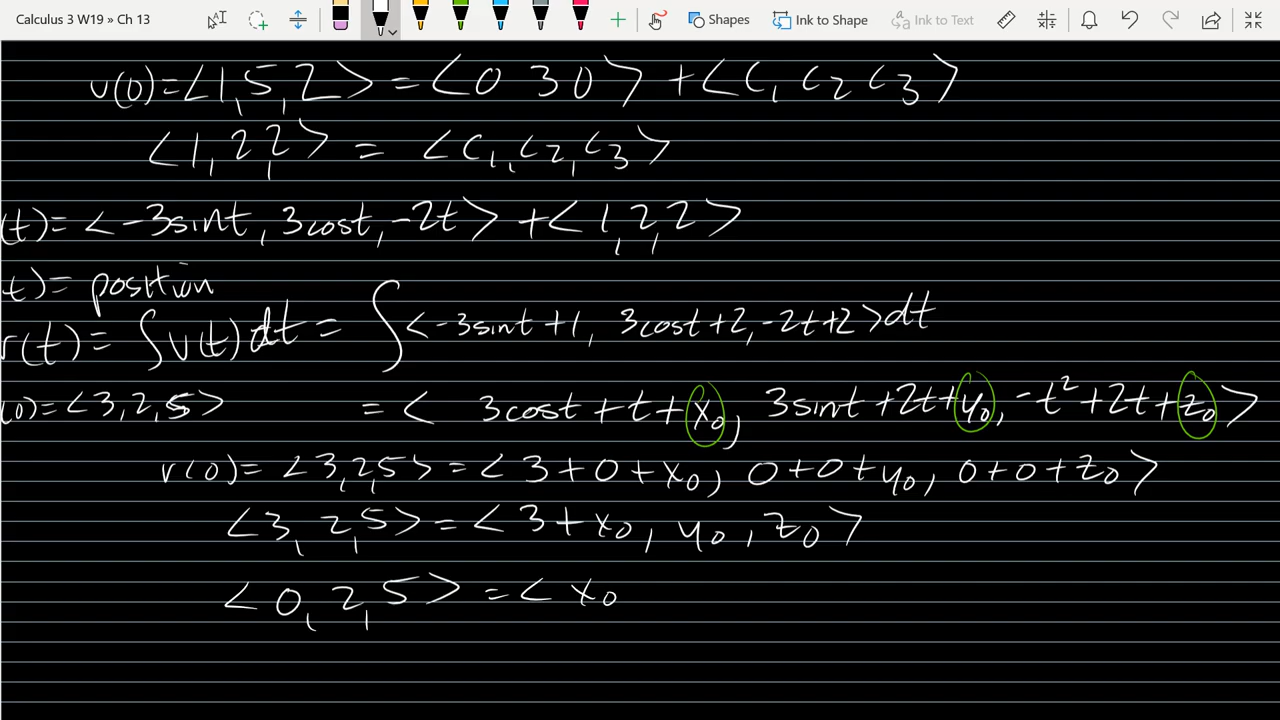 Calculus 3 W19 » Ch 13
Shapes
Ink to Shape
Ink to Text
v(0)=<1,5,2> = <0 3 0> + <C₁ C₂ C₃>
<1,2,2> = <C₁,C₂,C₃>
(t)= <-3sint, 3cost, -2t> + <1,2,2>
t)= position
r(t)= ∫v(t)dt = ∫<-3sint+1, 3cost+2, -2t+2>dt
(0)=<3,2,5> = < 3cost+t+x₀, 3sint+2t+y₀, -t²+2t+z₀>
r(0)= <3,2,5> = <3+0+x₀, 0+0+y₀, 0+0+z₀>
<3,2,5> = <3+x₀, y₀, z₀>
<0,2,5> = < x₀